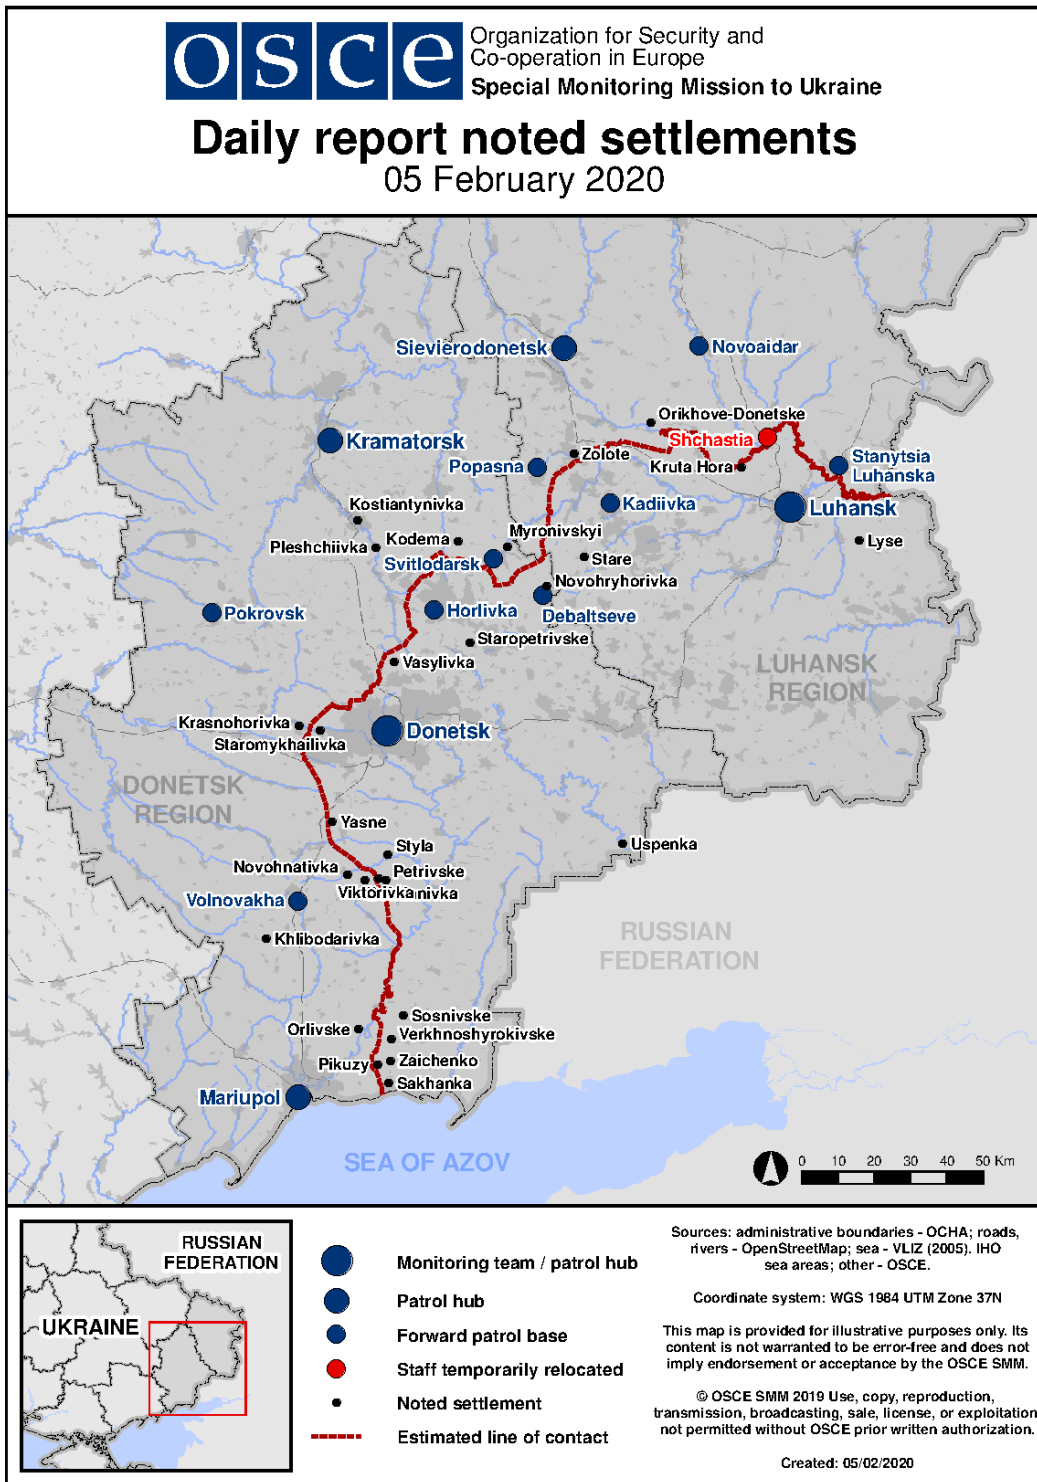 osce
Organization for Security and
Co-operation in Europe
Special Monitoring Mission to Ukraine
Daily report noted settlements
05 February 2020
Sievierodonetsk
Novoaidar
Orikhove-Donetske
Kramatorsk
Shchastia
Zolote
Stanytsia
Luhanska
Popasna
Kruta Hora
Kadiivka
Luhansk
Kostiantynivka
Myronivskyi
Kodema
Lyse
Pleshchiivka
Svitlodarsk
Stare
Novohryhorivka
Horlivka
Debaltseve
Pokrovsk
Staropetrivske
Vasylivka
LUHANSK
REGION
Krasnohorivka
Donetsk
Staromykhailivka
DONETSK
REGION
Yasne
Styla
Uspenka
Novohnativka
Petrivske
Viktorivka
nivka
Volnovakha
RUSSIAN
FEDERATION
Khlibodarivka
Sosnivske
Orlivske
Verkhnoshyrokivske
Pikuzy
Zaichenko
Sakhanka
Mariupol
SEA OF AZOV
0 10 20 30 40 50 Km
RUSSIAN
FEDERATION
UKRAINE
Monitoring team / patrol hub
Patrol hub
Forward patrol base
Staff temporarily relocated
Noted settlement
Estimated line of contact
Sources: administrative boundaries - OCHA; roads,
rivers - OpenStreetMap; sea - VLIZ (2005). IHO
sea areas; other - OSCE.
Coordinate system: WGS 1984 UTM Zone 37N
This map is provided for illustrative purposes only. Its
content is not warranted to be error-free and does not
imply endorsement or acceptance by the OSCE SMM.
© OSCE SMM 2019 Use, copy, reproduction,
transmission, broadcasting, sale, license, or exploitation
not permitted without OSCE prior written authorization.
Created: 05/02/2020